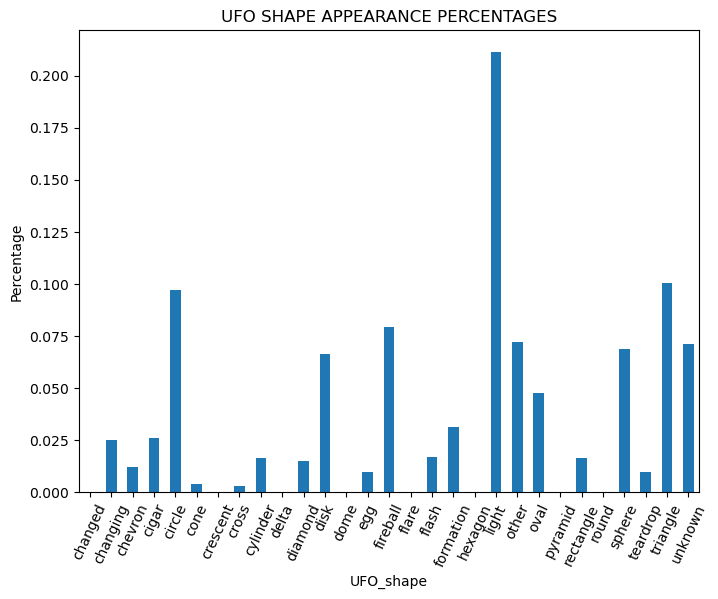 UFO SHAPE APPEARANCE PERCENTAGES
0.200
0.175
0.150
0.125
0.100
0.075
0.050
0.025
0.000
Percentage
changed
changing
chevron
cigar
circle
cone
crescent
cross
cylinder
delta
diamond
disk
dome
egg
fireball
flare
flash
formation
hexagon
light
other
oval
pyramid
rectangle
round
sphere
teardrop
triangle
unknown
UFO_shape